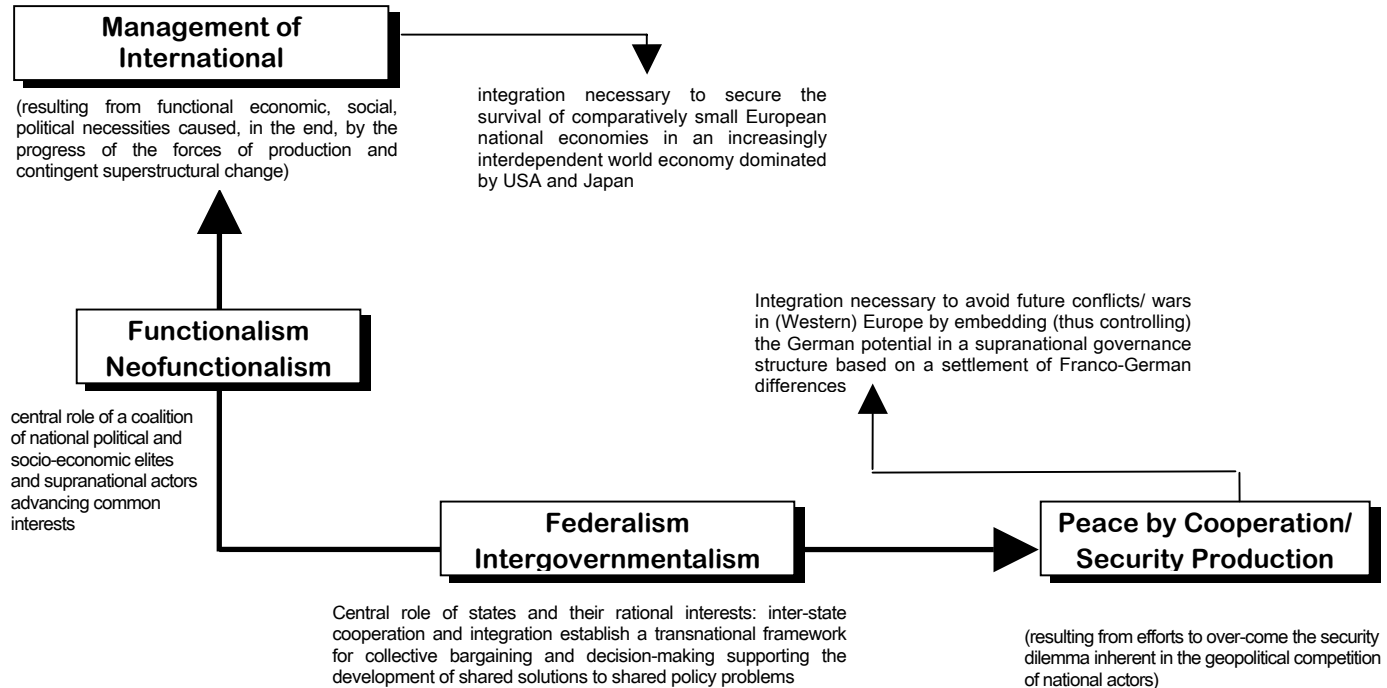 Management of
International
(resulting from functional economic, social,
political necessities caused, in the end, by the
progress of the forces of production and
contingent superstructural change)
integration necessary to secure the
survival of comparatively small European
national economies in an increasingly
interdependent world economy dominated
by USA and Japan
Functionalism
Neofunctionalism
central role of a coalition
of national political and
socio-economic elites
and supranational actors
advancing common
interests
Integration necessary to avoid future conflicts/ wars
in (Western) Europe by embedding (thus controlling)
the German potential in a supranational governance
structure based on a settlement of Franco-German
differences
Federalism
Intergovernmentalism
Central role of states and their rational interests: inter-state
cooperation and integration establish a transnational framework
for collective bargaining and decision-making supporting the
development of shared solutions to shared policy problems
Peace by Cooperation/
Security Production
(resulting from efforts to over-come the security
dilemma inherent in the geopolitical competition
of national actors)